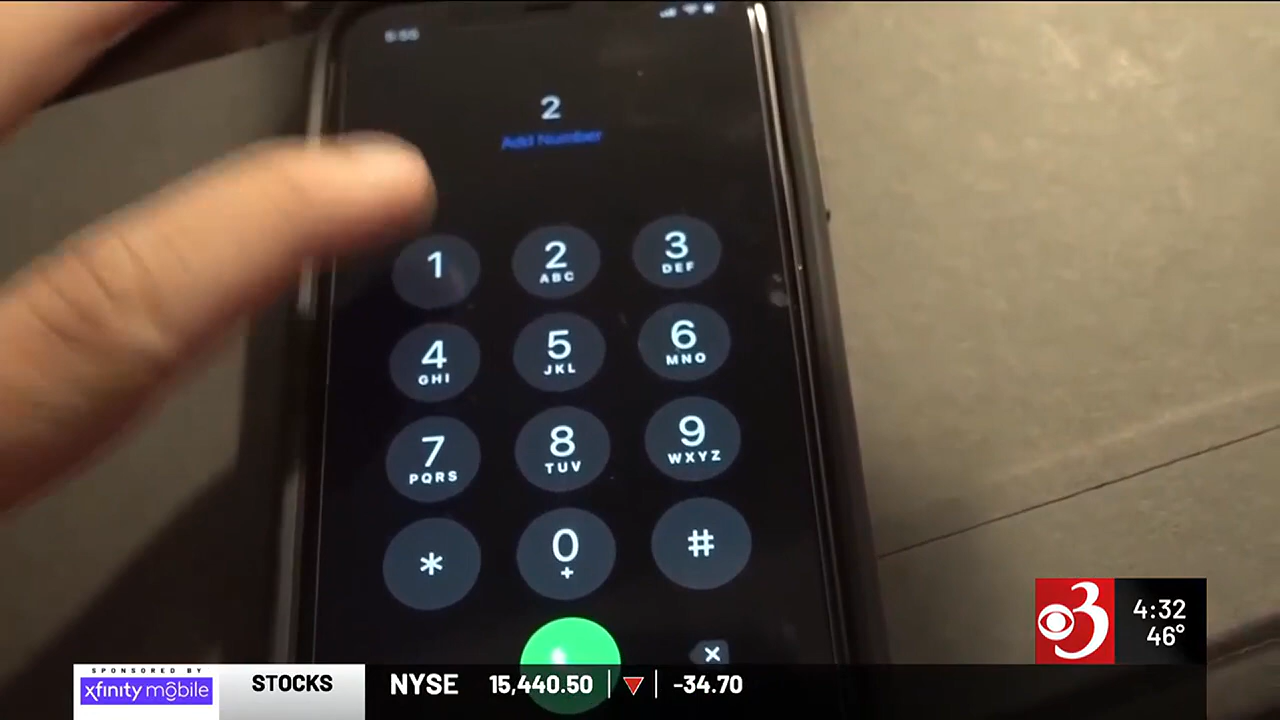 5:55
2
Add Number
1
2
ABC
3
DEF
4
GHI
5
JKL
6
MNO
7
PQRS
8
TUV
9
WXYZ
*
0
+
#
3
4:32
46°
SPONSORED BY
xfinity mobile
STOCKS
NYSE 15,440.50 -34.70